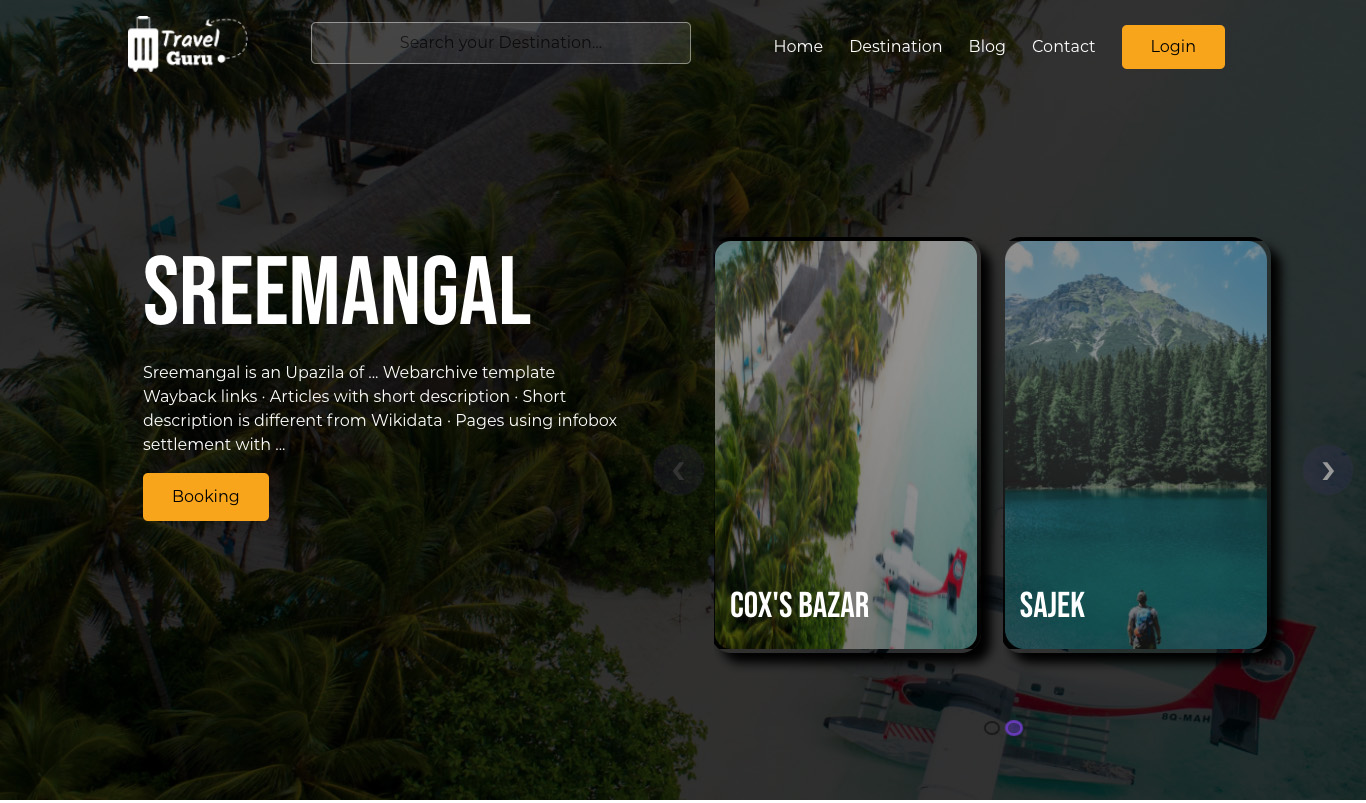 Travel
Guru
Search your Destination...
Home
Destination
Blog
Contact
Login
SREEMANGAL
Sreemangal is an Upazila of ... Webarchive template
Wayback links · Articles with short description · Short
description is different from Wikidata · Pages using infobox
settlement with ...
Booking
❮
COX'S BAZAR
SAJEK
❯
8Q-MAH